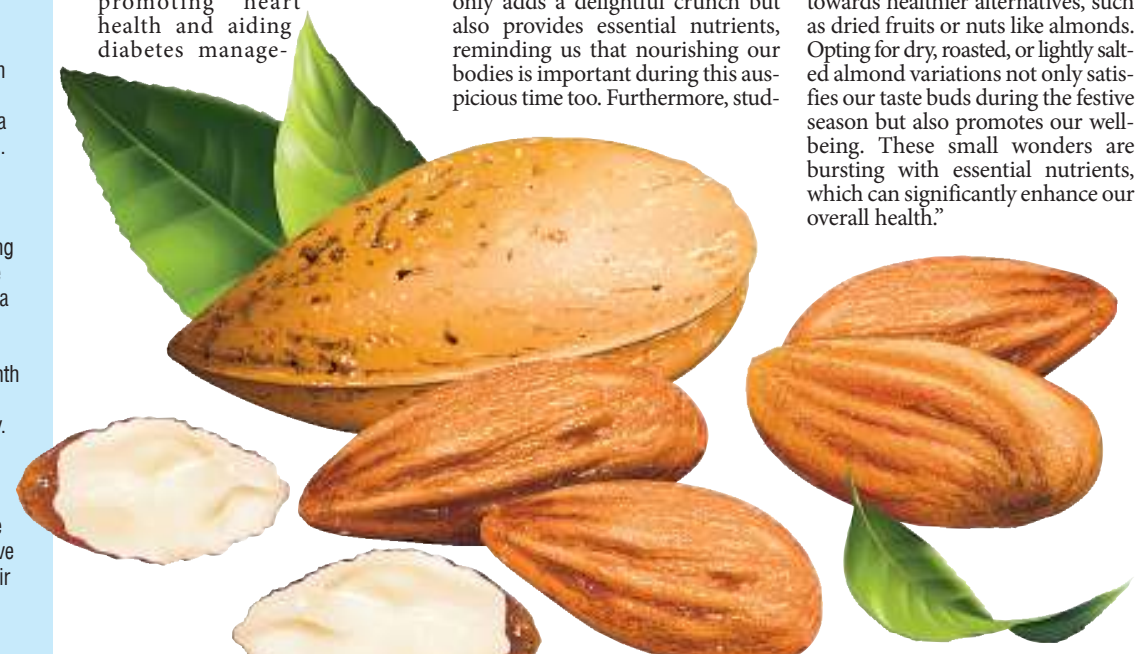 promoting heart
health and aiding
diabetes manage-
only adds a delightful crunch but
also provides essential nutrients,
reminding us that nourishing our
bodies is important during this aus-
picious time too. Furthermore, stud-
towards healthier alternatives, such
as dried fruits or nuts like almonds.
Opting for dry, roasted, or lightly salt-
ed almond variations not only satis-
fies our taste buds during the festive
season but also promotes our well-
being. These small wonders are
bursting with essential nutrients,
which can significantly enhance our
overall health.”